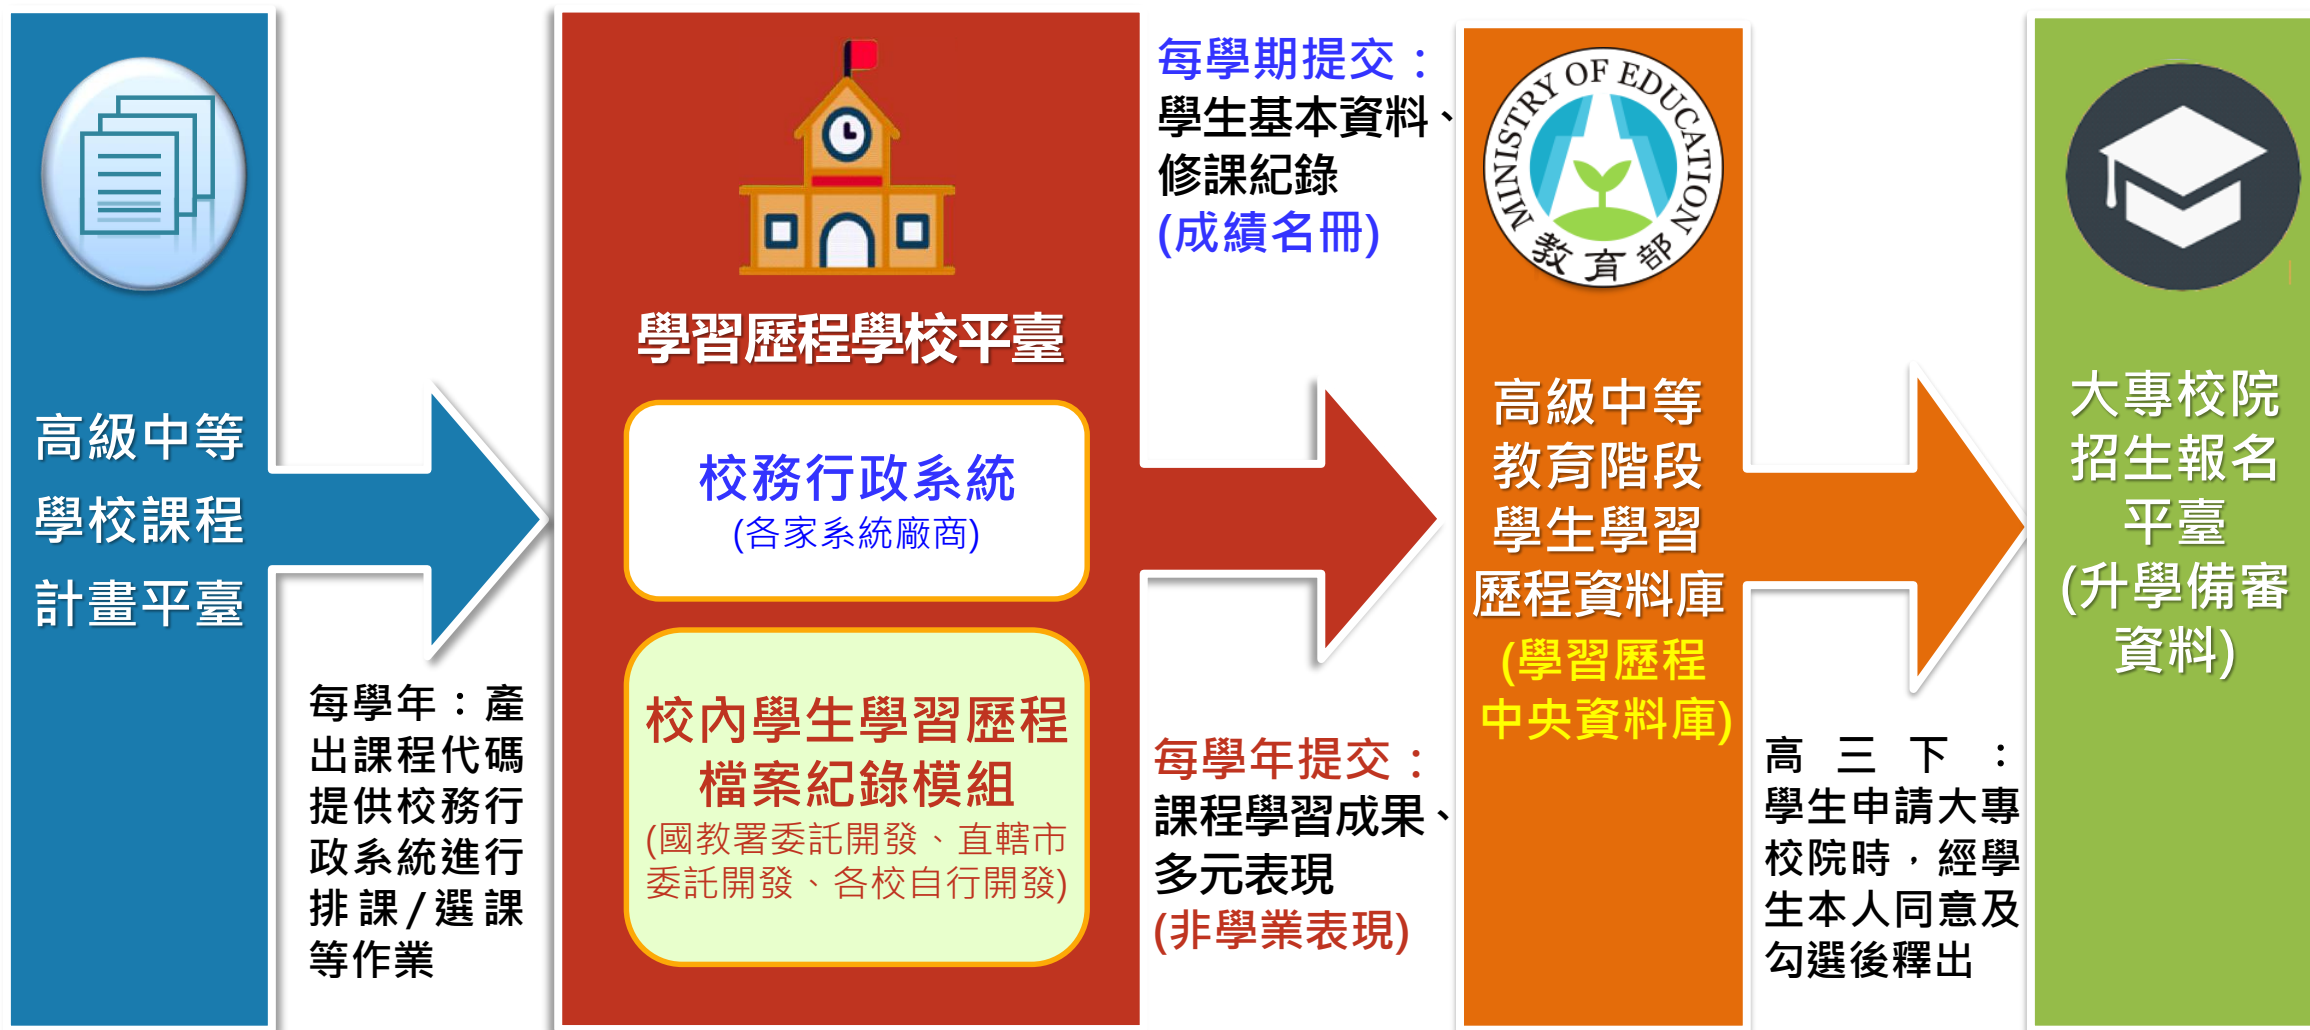 高級中等
學校課程
計畫平臺
每學年：產
出課程代碼
提供校務行
政系統進行
排課/選課
等作業
學習歷程學校平臺
校務行政系統
(各家系統廠商)
校內學生學習歷程
檔案紀錄模組
(國教署委託開發、直轄市
委託開發、各校自行開發)
每學期提交：
學生基本資料、
修課紀錄
(成績名冊)
每學年提交：
課程學習成果、
多元表現
(非學業表現)
MINISTRY OF EDUCATION
教育部
高級中等
教育階段
學生學習
歷程資料庫
(學習歷程
中央資料庫)
高三下：
學生申請大專
校院時，經學
生本人同意及
勾選後釋出
大專校院
招生報名
平臺
(升學備審
資料)